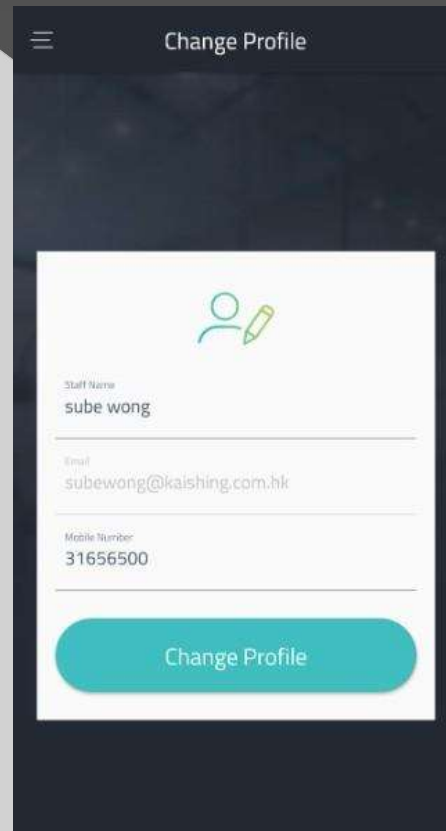 Change Profile
Staff Name
sube wong
Email
subewong@kaishing.com.hk
Mobile Number
31656500
Change Profile